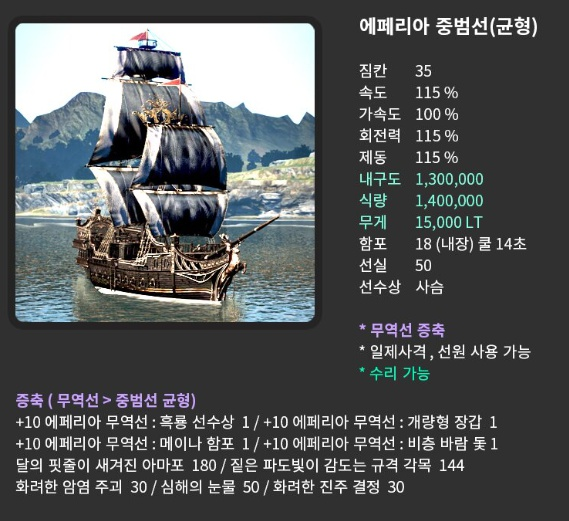 에페리아 중범선(균형)
짐칸 35
속도 115 %
가속도 100 %
회전력 115 %
제동 115 %
내구도 1,300,000
식량 1,400,000
무게 15,000 LT
함포 18 (내장) 쿨 14초
선실 50
선수상 사슴
* 무역선 증축
* 일제사격 , 선원 사용 가능
* 수리 가능
증축 ( 무역선 > 중범선 균형)
+10 에페리아 무역선 : 흑룡 선수상 1 / +10 에페리아 무역선 : 개량형 장갑 1
+10 에페리아 무역선 : 메이나 함포 1 / +10 에페리아 무역선 : 비층 바람 돛 1
달의 핏줄이 새겨진 아마포 180 / 짙은 파도빛이 감도는 규격 각목 144
화려한 암염 주괴 30 / 심해의 눈물 50 / 화려한 진주 결정 30